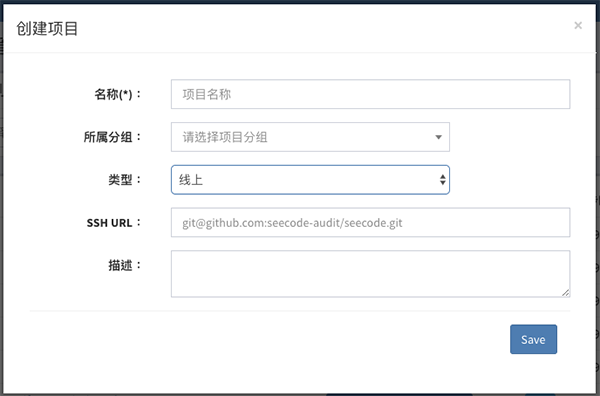 创建项目 ×
名称(*)： 项目名称
所属分组： 请选择项目分组
类型： 线上
SSH URL： git@github.com:seecode-audit/seecode.git
描述：
Save